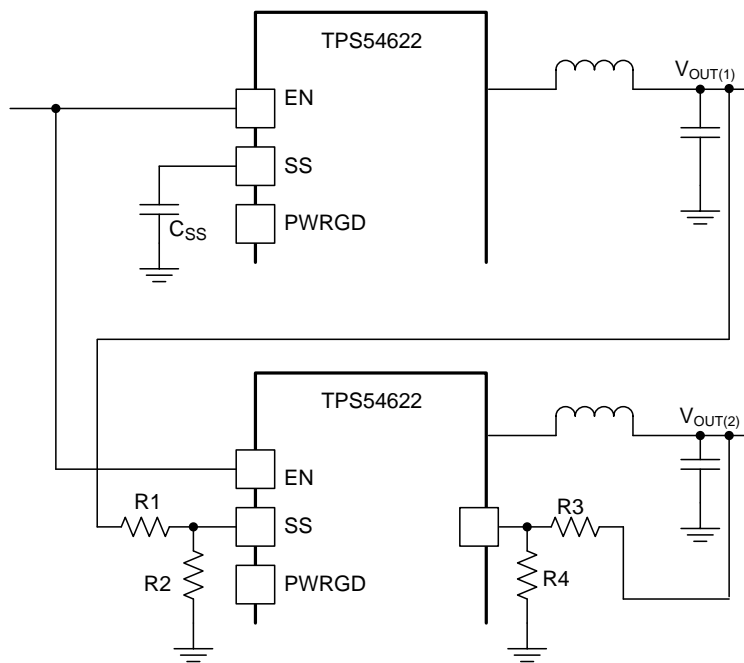 TPS54622
EN
V_OUT(1)
SS
C_SS
PWRGD
TPS54622
V_OUT(2)
EN
R1
SS
R3
R2
PWRGD
R4